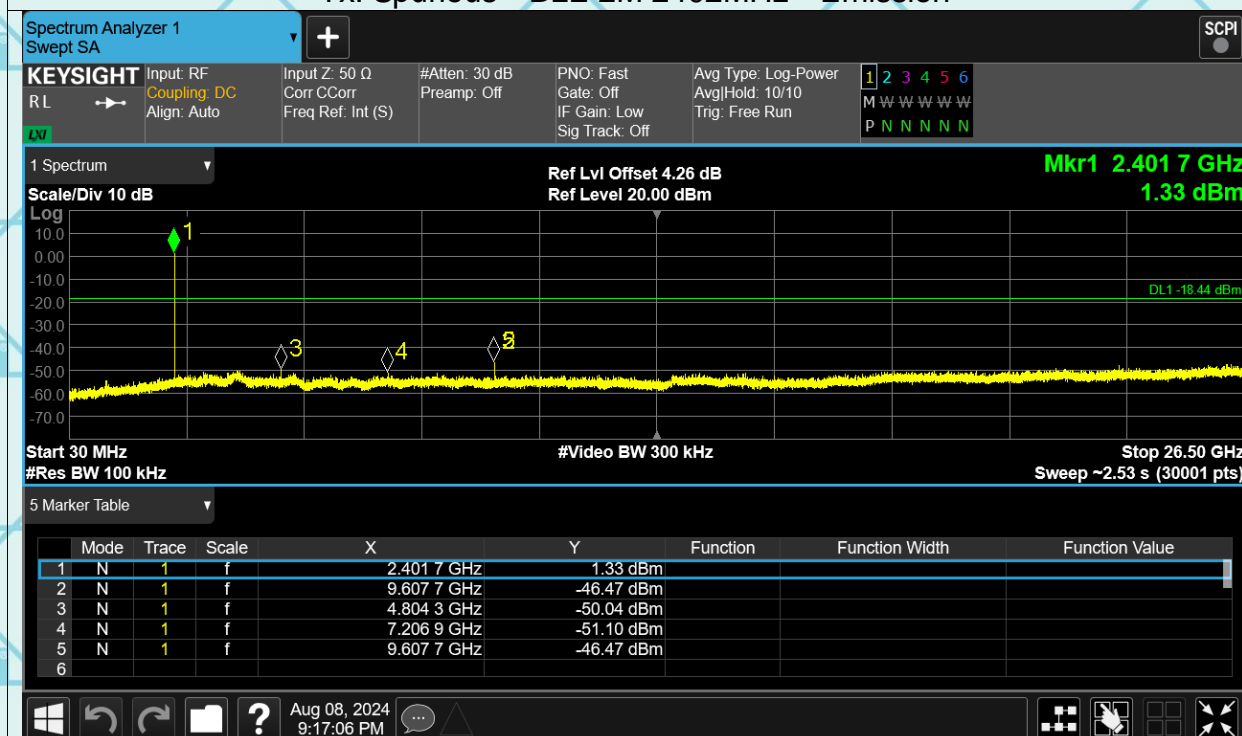 Tx. Spurious BLE 2M 2402MHz Emission
Spectrum Analyzer 1
Swept SA
+
SCPI
KEYSIGHT
RL
LXI
Input: RF
Coupling: DC
Align: Auto
Input Z: 50 Ω
Corr CCorr
Freq Ref: Int (S)
#Atten: 30 dB
Preamp: Off
PNO: Fast
Gate: Off
IF Gain: Low
Sig Track: Off
Avg Type: Log-Power
Avg|Hold: 10/10
Trig: Free Run
1 2 3 4 5 6
M W W W W W
P N N N N N
1 Spectrum
Scale/Div 10 dB
Ref Lvl Offset 4.26 dB
Ref Level 20.00 dBm
Mkr1 2.401 7 GHz
1.33 dBm
Log
10.0
0.00
-10.0
-20.0
-30.0
-40.0
-50.0
-60.0
-70.0
1
3
4
DL1 -18.44 dBm
Start 30 MHz
#Res BW 100 kHz
#Video BW 300 kHz
Stop 26.50 GHz
Sweep ~2.53 s (30001 pts)
5 Marker Table
Mode Trace Scale X Y Function Function Width Function Value
1 N 1 f 2.401 7 GHz 1.33 dBm
2 N 1 f 9.607 7 GHz -46.47 dBm
3 N 1 f 4.804 3 GHz -50.04 dBm
4 N 1 f 7.206 9 GHz -51.10 dBm
5 N 1 f 9.607 7 GHz -46.47 dBm
6
?
Aug 08, 2024
9:17:06 PM